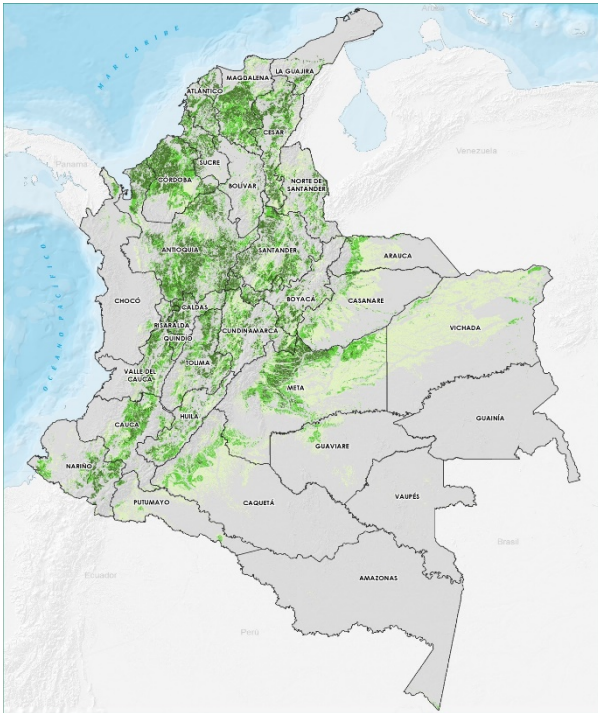 MAR CARIBE
LA GUAJIRA
MAGDALENA
ATLÁNTICO
CESAR
Panamá
Venezuela
SUCRE
CÓRDOBA
BOLÍVAR
NORTE DE
SANTANDER
ANTIOQUIA
SANTANDER
ARAUCA
OCÉANO PACÍFICO
CHOCÓ
BOYACA
CASANARE
CALDAS
RISARALDA
QUINDIO
CUNDINAMARCA
VICHADA
TOLIMA
VALLE DEL
CAUCA
META
HUILA
CAUCA
GUAINÍA
GUAVIARE
NARIÑO
VAUPÉS
PUTUMAYO
CAQUETÁ
Brasil
Ecuador
AMAZONAS
Perú